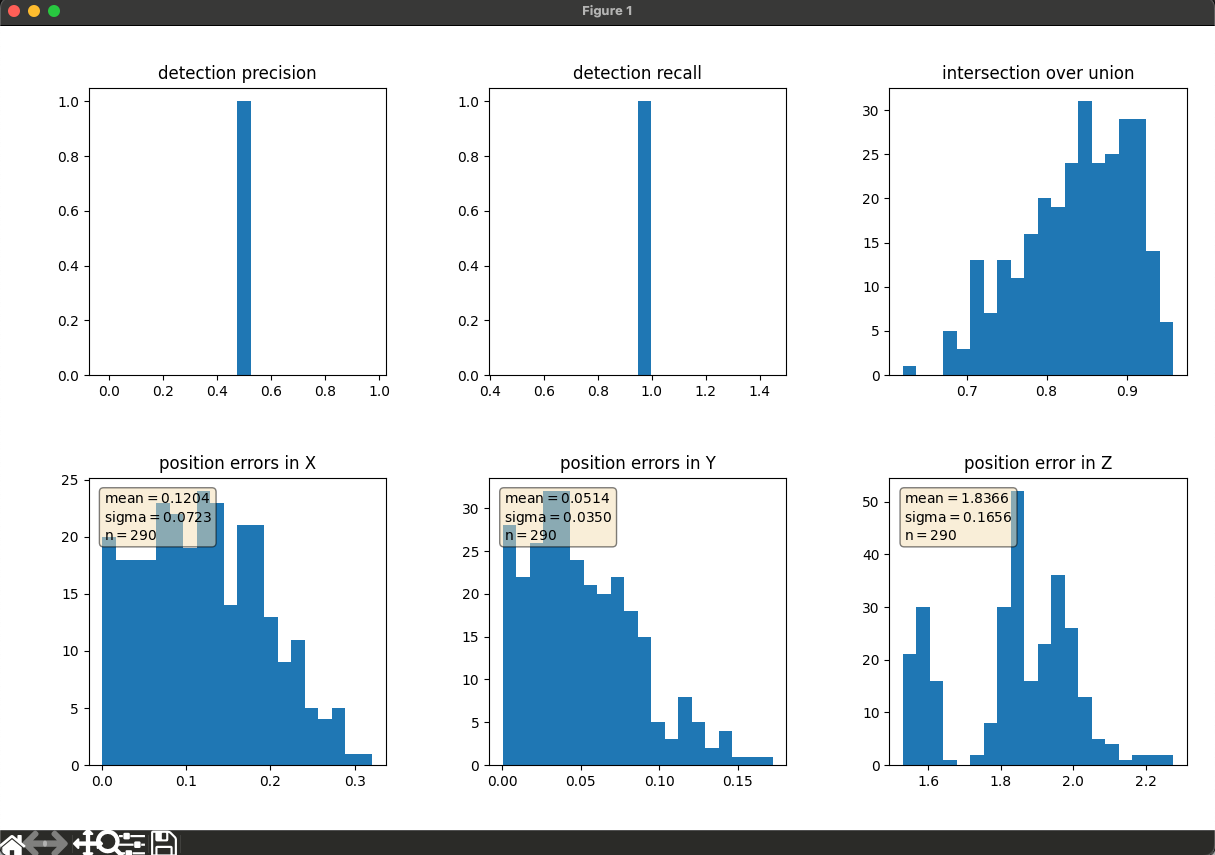 Figure 1
detection precision
detection recall
intersection over union
1.0
0.8
0.6
0.4
0.2
0.0
0.0 0.2 0.4 0.6 0.8 1.0
1.0
0.8
0.6
0.4
0.2
0.0
0.4 0.6 0.8 1.0 1.2 1.4
30
25
20
15
10
5
0
0.7 0.8 0.9
position errors in X
25
20
15
10
5
0
mean = 0.1204
sigma = 0.0723
n = 290
0.0 0.1 0.2 0.3
position errors in Y
30
25
20
15
10
5
0
mean = 0.0514
sigma = 0.0350
n = 290
0.00 0.05 0.10 0.15
position error in Z
50
40
30
20
10
0
mean = 1.8366
sigma = 0.1656
n = 290
1.6 1.8 2.0 2.2